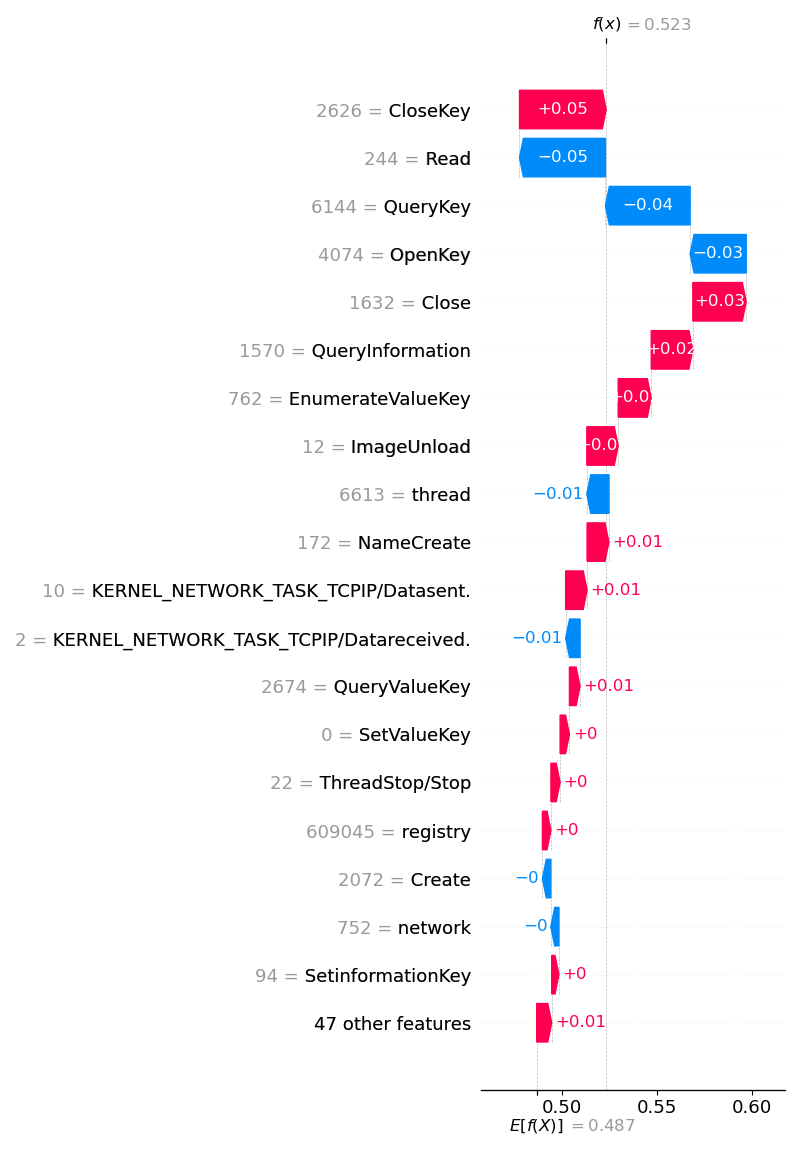 f(x) = 0.523
2626 = CloseKey +0.05
244 = Read −0.05
6144 = QueryKey −0.04
4074 = OpenKey −0.03
1632 = Close +0.03
1570 = QueryInformation +0.02
762 = EnumerateValueKey
12 = ImageUnload
6613 = thread −0.01
172 = NameCreate +0.01
10 = KERNEL_NETWORK_TASK_TCPIP/Datasent. +0.01
2 = KERNEL_NETWORK_TASK_TCPIP/Datareceived. −0.01
2674 = QueryValueKey +0.01
0 = SetValueKey +0
22 = ThreadStop/Stop +0
609045 = registry +0
2072 = Create −0
752 = network −0
94 = SetinformationKey +0
47 other features +0.01
0.50 0.55 0.60
E[f(X)] = 0.487